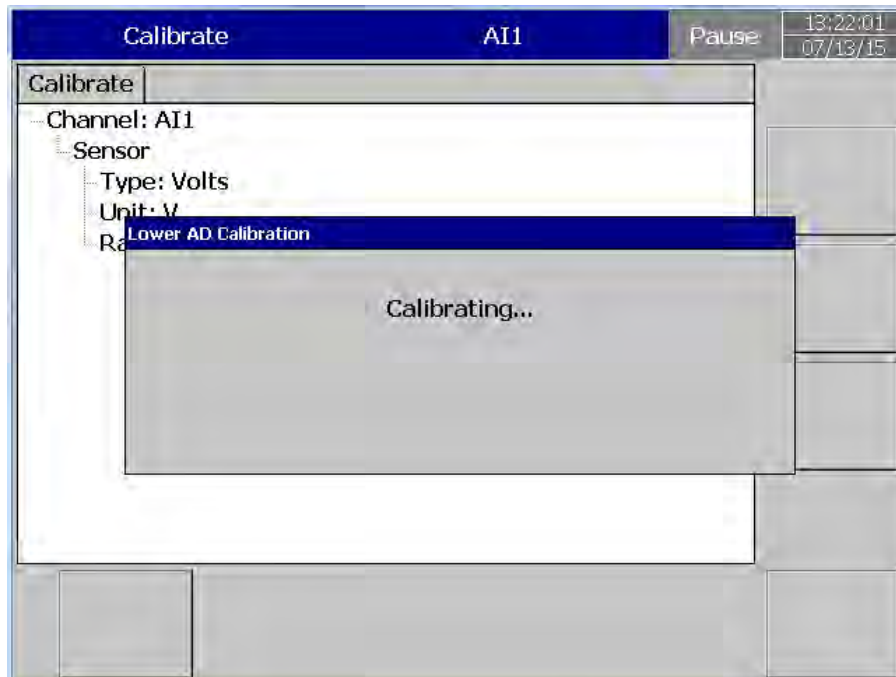 Calibrate AI1 Pause 13:22:01
07/13/15
Calibrate
Channel: AI1
Sensor
Type: Volts
Unit: V
Lower AD Calibration
Calibrating...